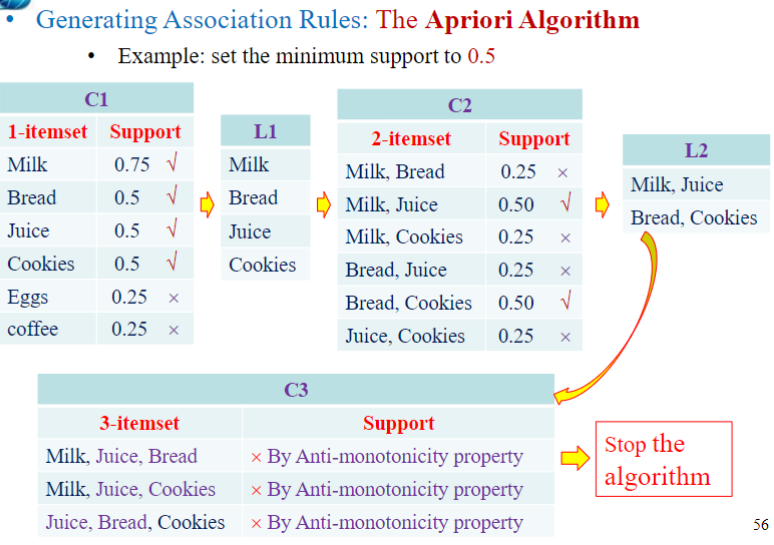 • Generating Association Rules: The Apriori Algorithm
• Example: set the minimum support to 0.5
C1
1-itemset Support
Milk 0.75 √
Bread 0.5 √
Juice 0.5 √
Cookies 0.5 √
Eggs 0.25 ×
coffee 0.25 ×
L1
Milk
Bread
Juice
Cookies
C2
2-itemset Support
Milk, Bread 0.25 ×
Milk, Juice 0.50 √
Milk, Cookies 0.25 ×
Bread, Juice 0.25 ×
Bread, Cookies 0.50 √
Juice, Cookies 0.25 ×
L2
Milk, Juice
Bread, Cookies
C3
3-itemset Support
Milk, Juice, Bread × By Anti-monotonicity property
Milk, Juice, Cookies × By Anti-monotonicity property
Juice, Bread, Cookies × By Anti-monotonicity property
Stop the
algorithm
56